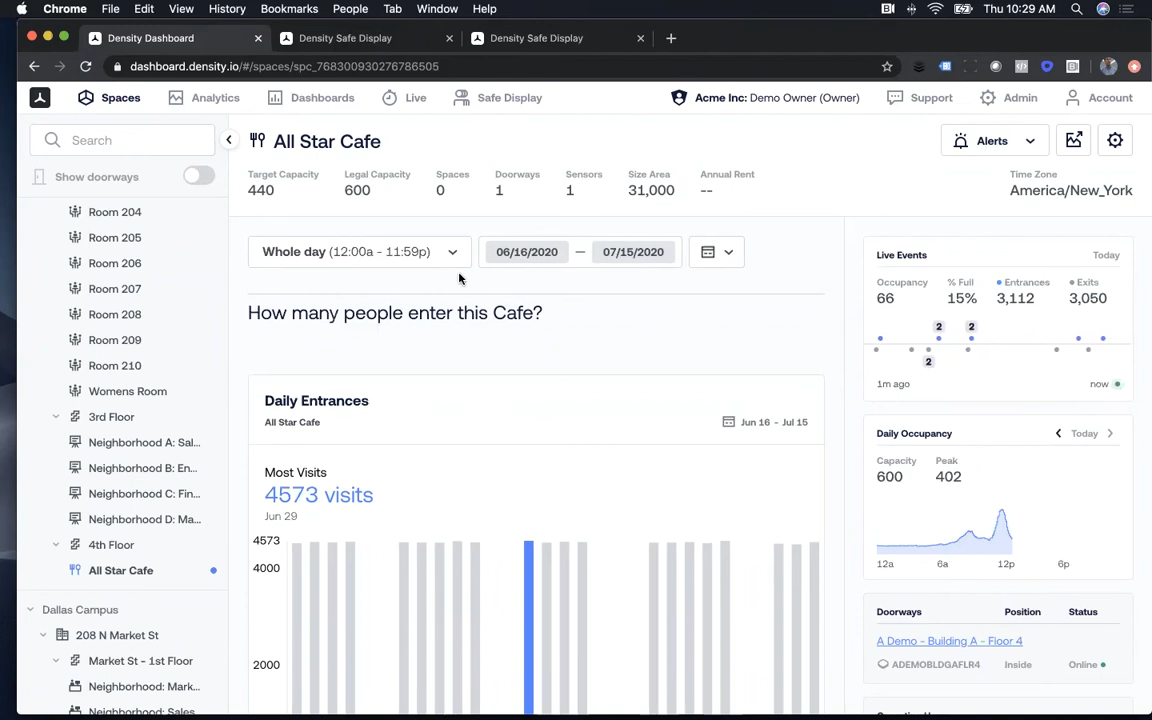 Chrome File Edit View History Bookmarks People Tab Window Help Thu 10:29 AM
Density Dashboard Density Safe Display Density Safe Display
dashboard.density.io/#/spaces/spc_768300930276786505
Spaces Analytics Dashboards Live Safe Display Acme Inc: Demo Owner (Owner) Support Admin Account
Search
Show doorways
Room 204
Room 205
Room 206
Room 207
Room 208
Room 209
Room 210
Womens Room
3rd Floor
Neighborhood A: Sal...
Neighborhood B: En...
Neighborhood C: Fin...
Neighborhood D: Ma...
4th Floor
All Star Cafe
Dallas Campus
208 N Market St
Market St - 1st Floor
Neighborhood: Mark...
Neighborhood: Sales
All Star Cafe
Alerts
Target Capacity Legal Capacity Spaces Doorways Sensors Size Area Annual Rent Time Zone
440 600 0 1 1 31,000 -- America/New_York
Whole day (12:00a - 11:59p) 06/16/2020 — 07/15/2020
How many people enter this Cafe?
Daily Entrances
All Star Cafe Jun 16 - Jul 15
Most Visits
4573 visits
Jun 29
4573
4000
2000
Live Events Today
Occupancy % Full Entrances Exits
66 15% 3,112 3,050
2 2
2
1m ago now
Daily Occupancy Today
Capacity Peak
600 402
12a 6a 12p 6p
Doorways Position Status
A Demo - Building A - Floor 4
ADEMOBLDGAFLR4 Inside Online